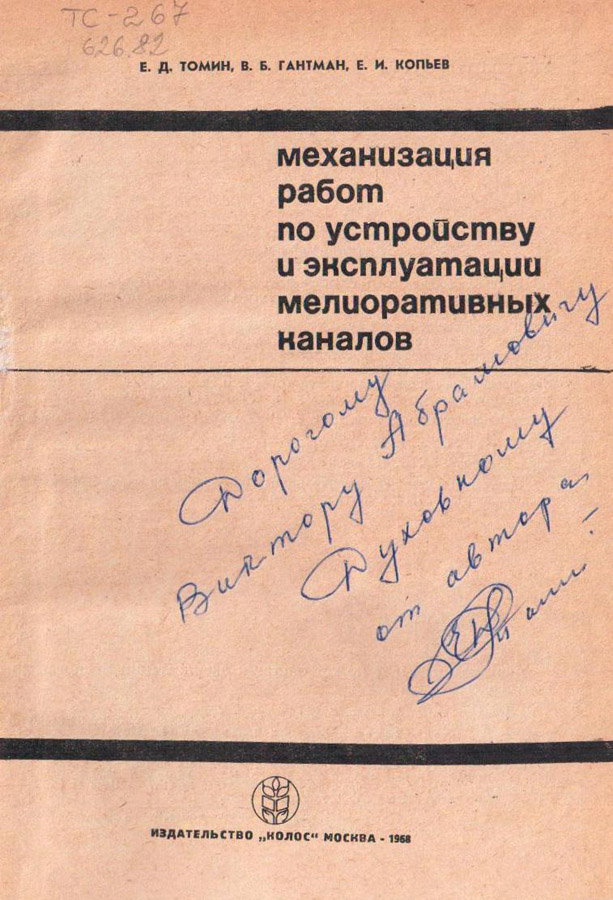 ТС-267
626.82
Е. Д. ТОМИН, В. Б. ГАНТМАН, Е. И. КОПЬЕВ
механизация
работ
по устройству
и эксплуатации
мелиоративных
каналов
Дорогому
Виктору Абрамовичу
Духовному
от автора
ИЗДАТЕЛЬСТВО „КОЛОС“ МОСКВА - 1968